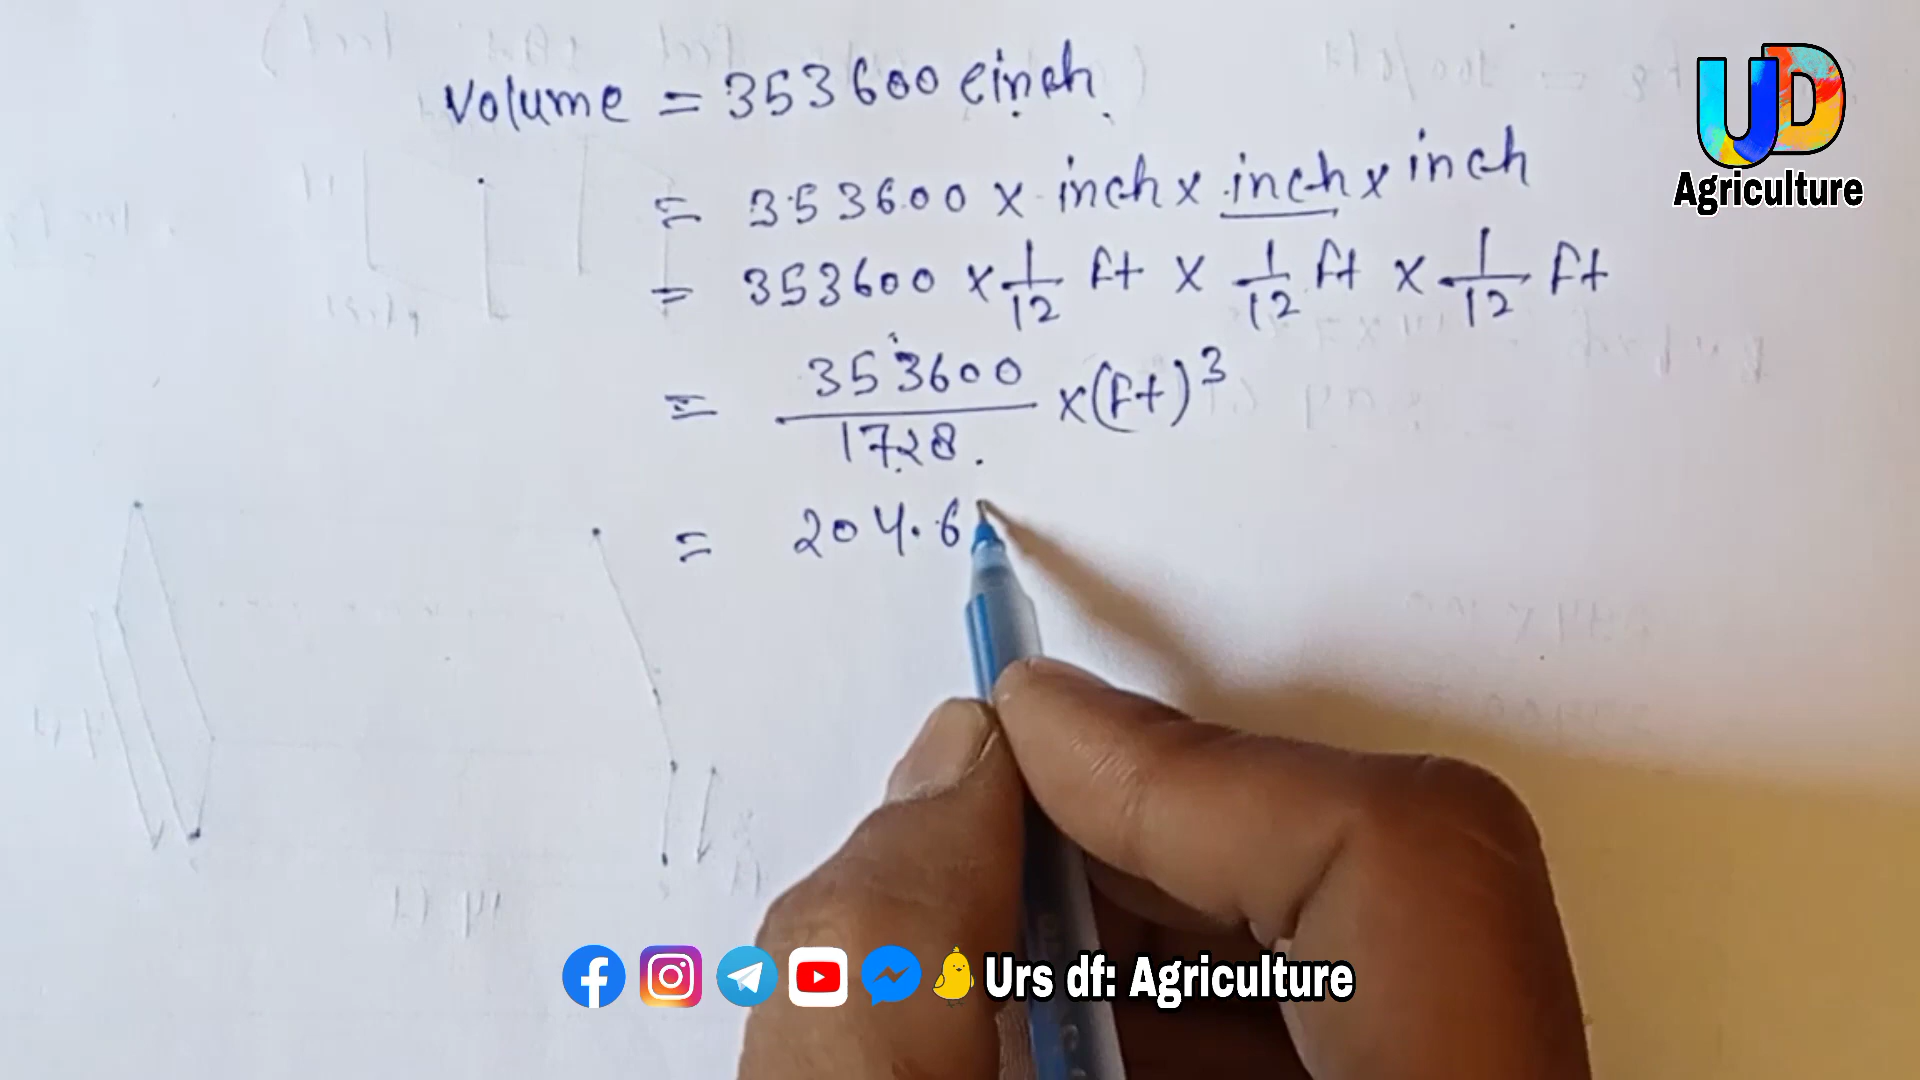 Volume = 353600 cinch
= 353600 x inch x inch x inch
= 353600 x 1/12 ft x 1/12 ft x 1/12 ft
= 353600/1728 x (ft)³
= 204.6
UD
Agriculture
Urs df: Agriculture